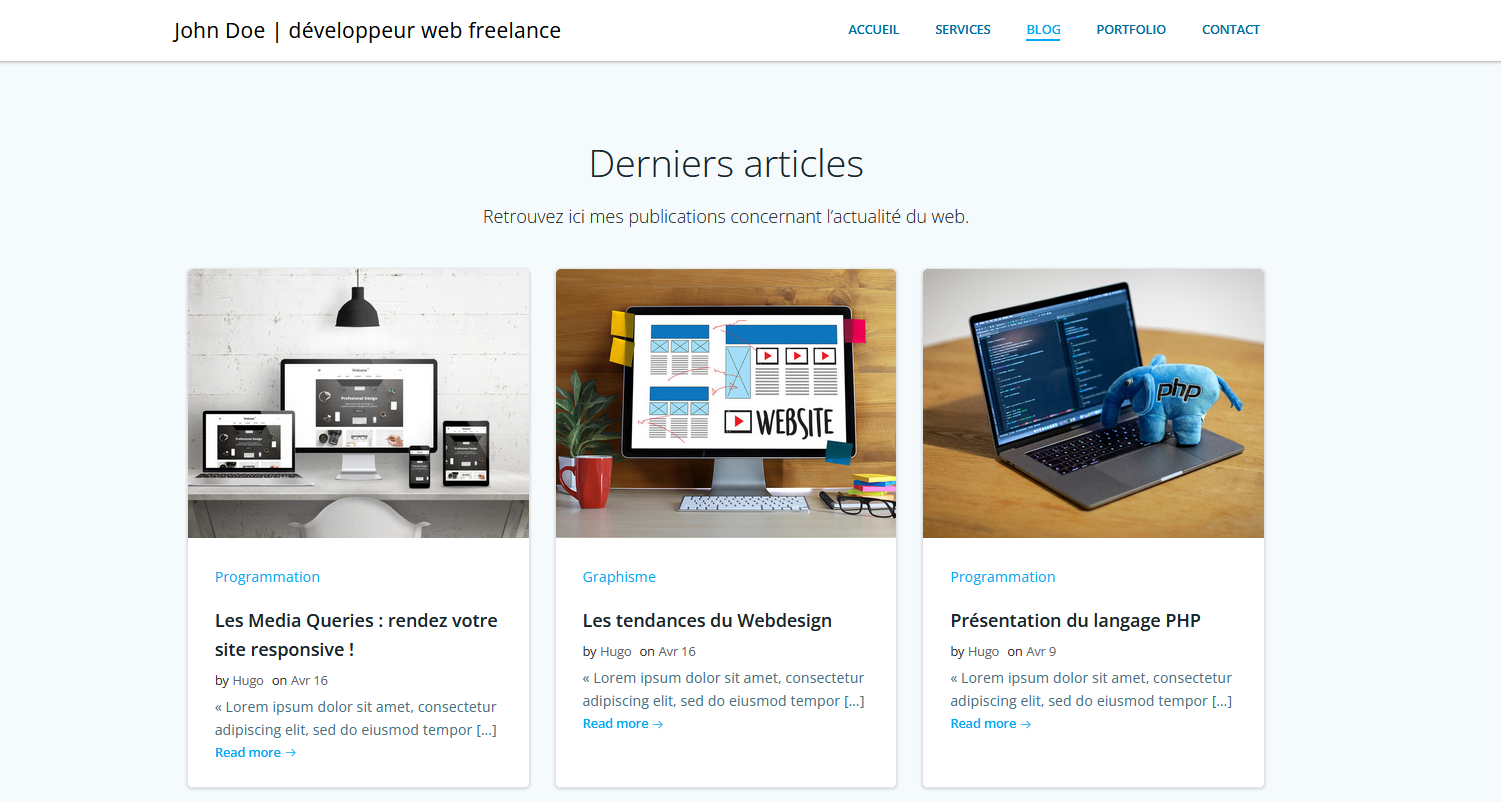 John Doe | développeur web freelance
ACCUEIL SERVICES BLOG PORTFOLIO CONTACT
Derniers articles
Retrouvez ici mes publications concernant l’actualité du web.
WEBSITE
php
Programmation
Les Media Queries : rendez votre
site responsive !
by Hugo on Avr 16
« Lorem ipsum dolor sit amet, consectetur
adipiscing elit, sed do eiusmod tempor [...]
Read more →
Graphisme
Les tendances du Webdesign
by Hugo on Avr 16
« Lorem ipsum dolor sit amet, consectetur
adipiscing elit, sed do eiusmod tempor [...]
Read more →
Programmation
Présentation du langage PHP
by Hugo on Avr 9
« Lorem ipsum dolor sit amet, consectetur
adipiscing elit, sed do eiusmod tempor [...]
Read more →